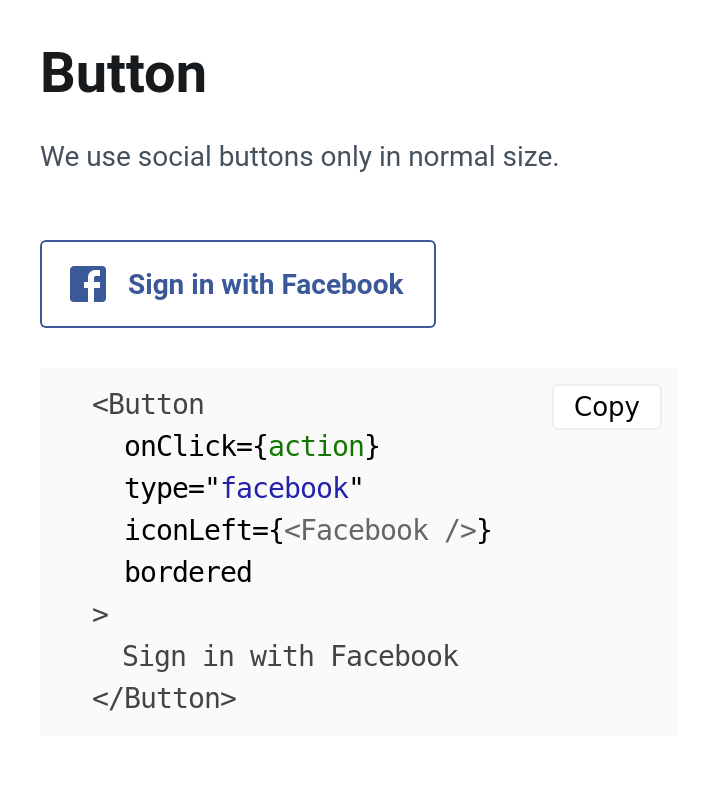 Button
We use social buttons only in normal size.
Sign in with Facebook
Copy
<Button
  onClick={action}
  type="facebook"
  iconLeft={<Facebook />}
  bordered
>
  Sign in with Facebook
</Button>